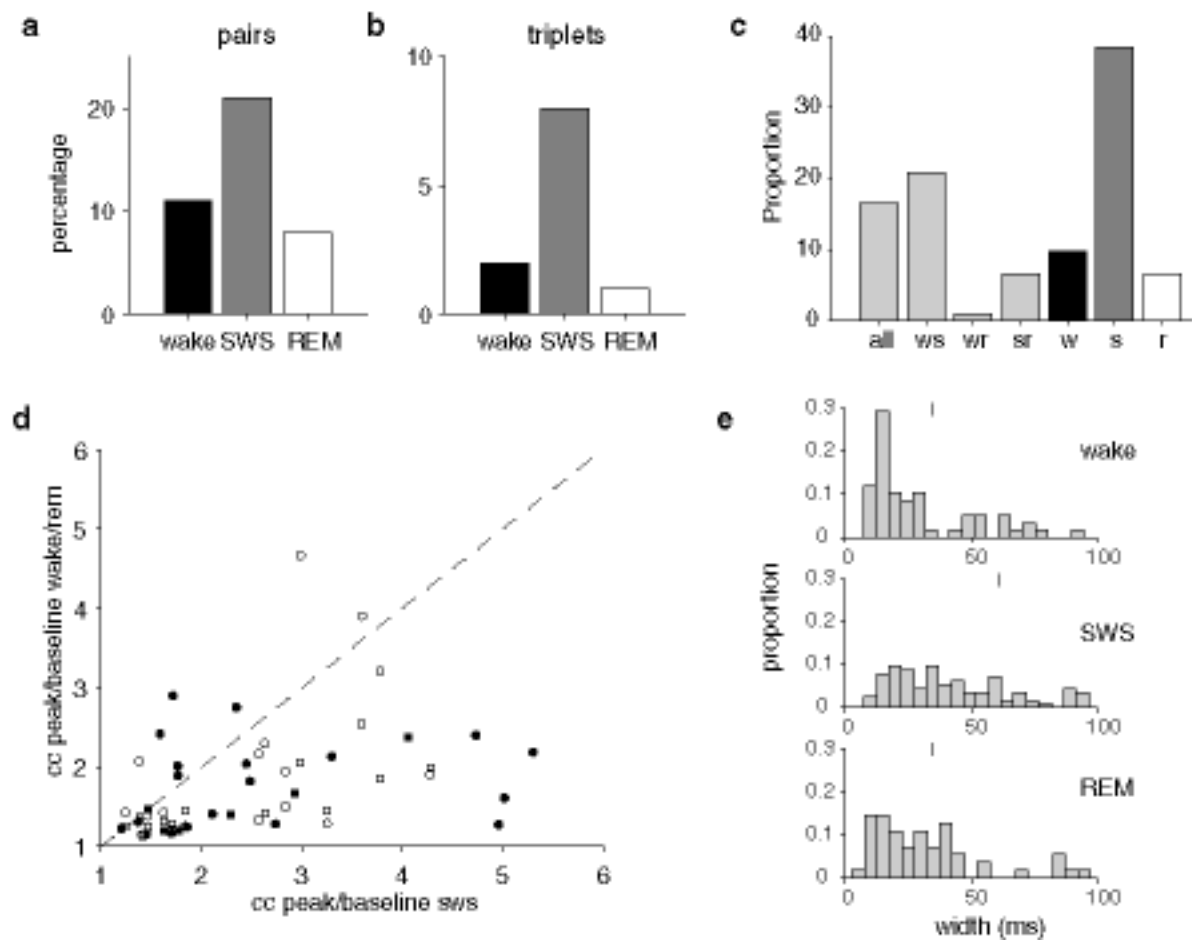 a
pairs
percentage
20
10
0
wake SWS REM
b
triplets
10
5
0
wake SWS REM
c
Proportion
40
30
20
10
0
all ws wr sr w s r
d
cc peak/baseline wake/rem
6
5
4
3
2
1
1 2 3 4 5 6
cc peak/baseline sws
e
proportion
0.3
0.2
0.1
0
wake
0 50 100
0.3
0.2
0.1
0
SWS
0 50 100
0.3
0.2
0.1
0
REM
0 50 100
width (ms)